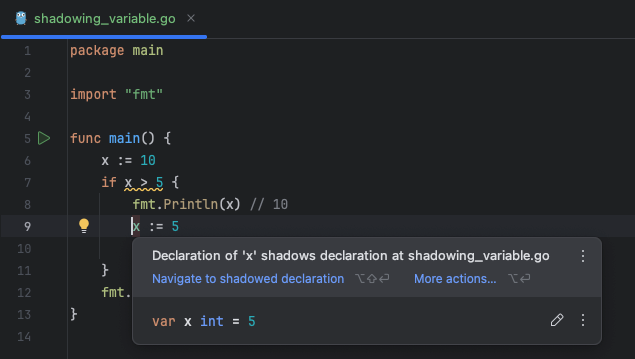 shadowing_variable.go
1 package main
2
3 import "fmt"
4
5 func main() {
6 x := 10
7 if x > 5 {
8 fmt.Println(x) // 10
9 x := 5
10
Declaration of 'x' shadows declaration at shadowing_variable.go
Navigate to shadowed declaration ⌥⇧⏎ More actions... ⌥⏎
var x int = 5
11 }
12 fmt.
13 }
14